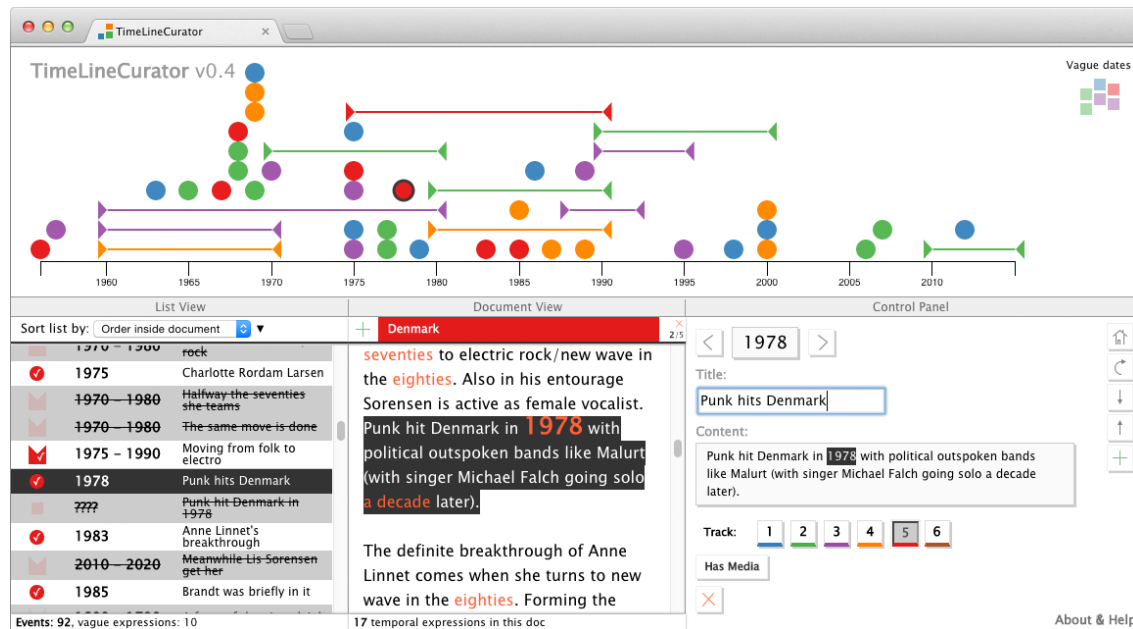 TimeLineCurator
TimeLineCurator v0.4
Vague dates
1960 1965 1970 1975 1980 1985 1990 1995 2000 2005 2010
List View
Document View
Control Panel
Sort list by: Order inside document ▼
+ Denmark × 2/5
1970 – 1980 rock
1975 Charlotte Rordam Larsen
1970 – 1980 Halfway the seventies
she teams
1970 – 1980 The same move is done
1975 – 1990 Moving from folk to
electro
1978 Punk hits Denmark
???? Punk hit Denmark in
1978
1983 Anne Linnet's
breakthrough
2010 – 2020 Meanwhile Lis Sorensen
get her
1985 Brandt was briefly in it
Events: 92, vague expressions: 10
seventies to electric rock/new wave in
the eighties. Also in his entourage
Sorensen is active as female vocalist.
Punk hit Denmark in 1978 with
political outspoken bands like Malurt
(with singer Michael Falch going solo
a decade later).
The definite breakthrough of Anne
Linnet comes when she turns to new
wave in the eighties. Forming the
17 temporal expressions in this doc
< 1978 >
Title:
Punk hits Denmark
Content:
Punk hit Denmark in 1978 with political outspoken bands
like Malurt (with singer Michael Falch going solo a decade
later).
Track: 1 2 3 4 5 6
Has Media
About & Help